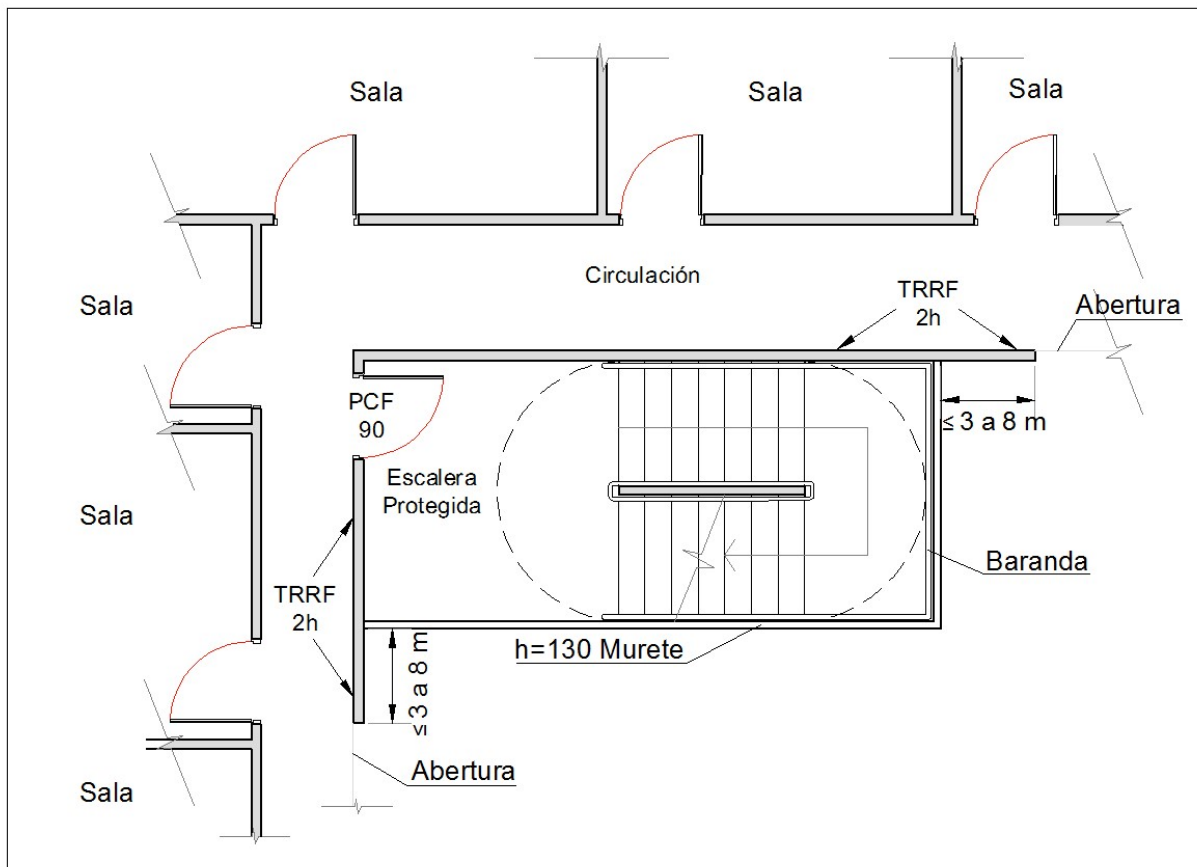 Sala
Sala
Sala
Circulación
Sala
TRRF
2h
Abertura
PCF
90
≤ 3 a 8 m
Escalera
Protegida
Sala
Baranda
TRRF
2h
h=130 Murete
≤ 3 a 8 m
Abertura
Sala